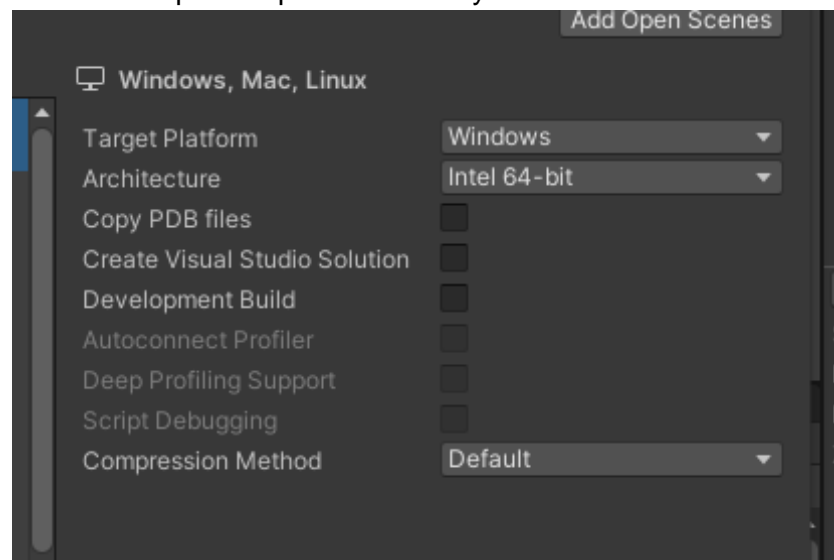 Add Open Scenes
Windows, Mac, Linux
Target Platform Windows
Architecture Intel 64-bit
Copy PDB files
Create Visual Studio Solution
Development Build
Autoconnect Profiler
Deep Profiling Support
Script Debugging
Compression Method Default